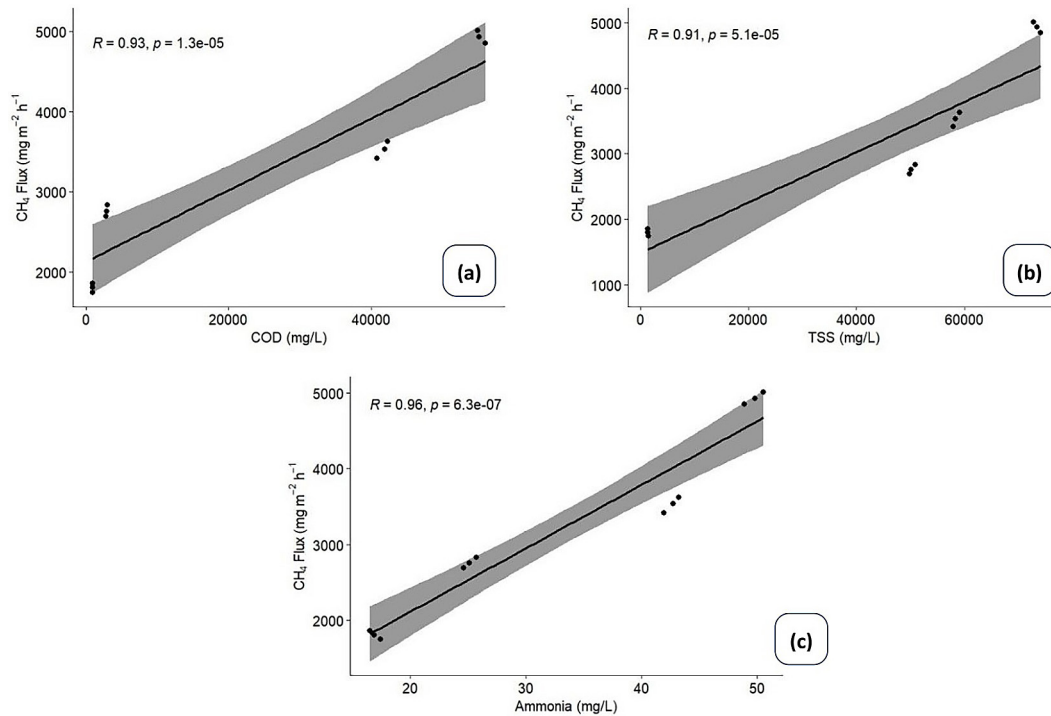 R = 0.93, p = 1.3e-05
5000
4000
3000
2000
CH₄ Flux (mg m⁻² h⁻¹)
(a)
0
20000
40000
COD (mg/L)
R = 0.91, p = 5.1e-05
5000
4000
3000
2000
1000
CH₄ Flux (mg m⁻² h⁻¹)
(b)
0
20000
40000
60000
TSS (mg/L)
R = 0.96, p = 6.3e-07
5000
4000
3000
2000
CH₄ Flux (mg m⁻² h⁻¹)
(c)
20
30
40
50
Ammonia (mg/L)